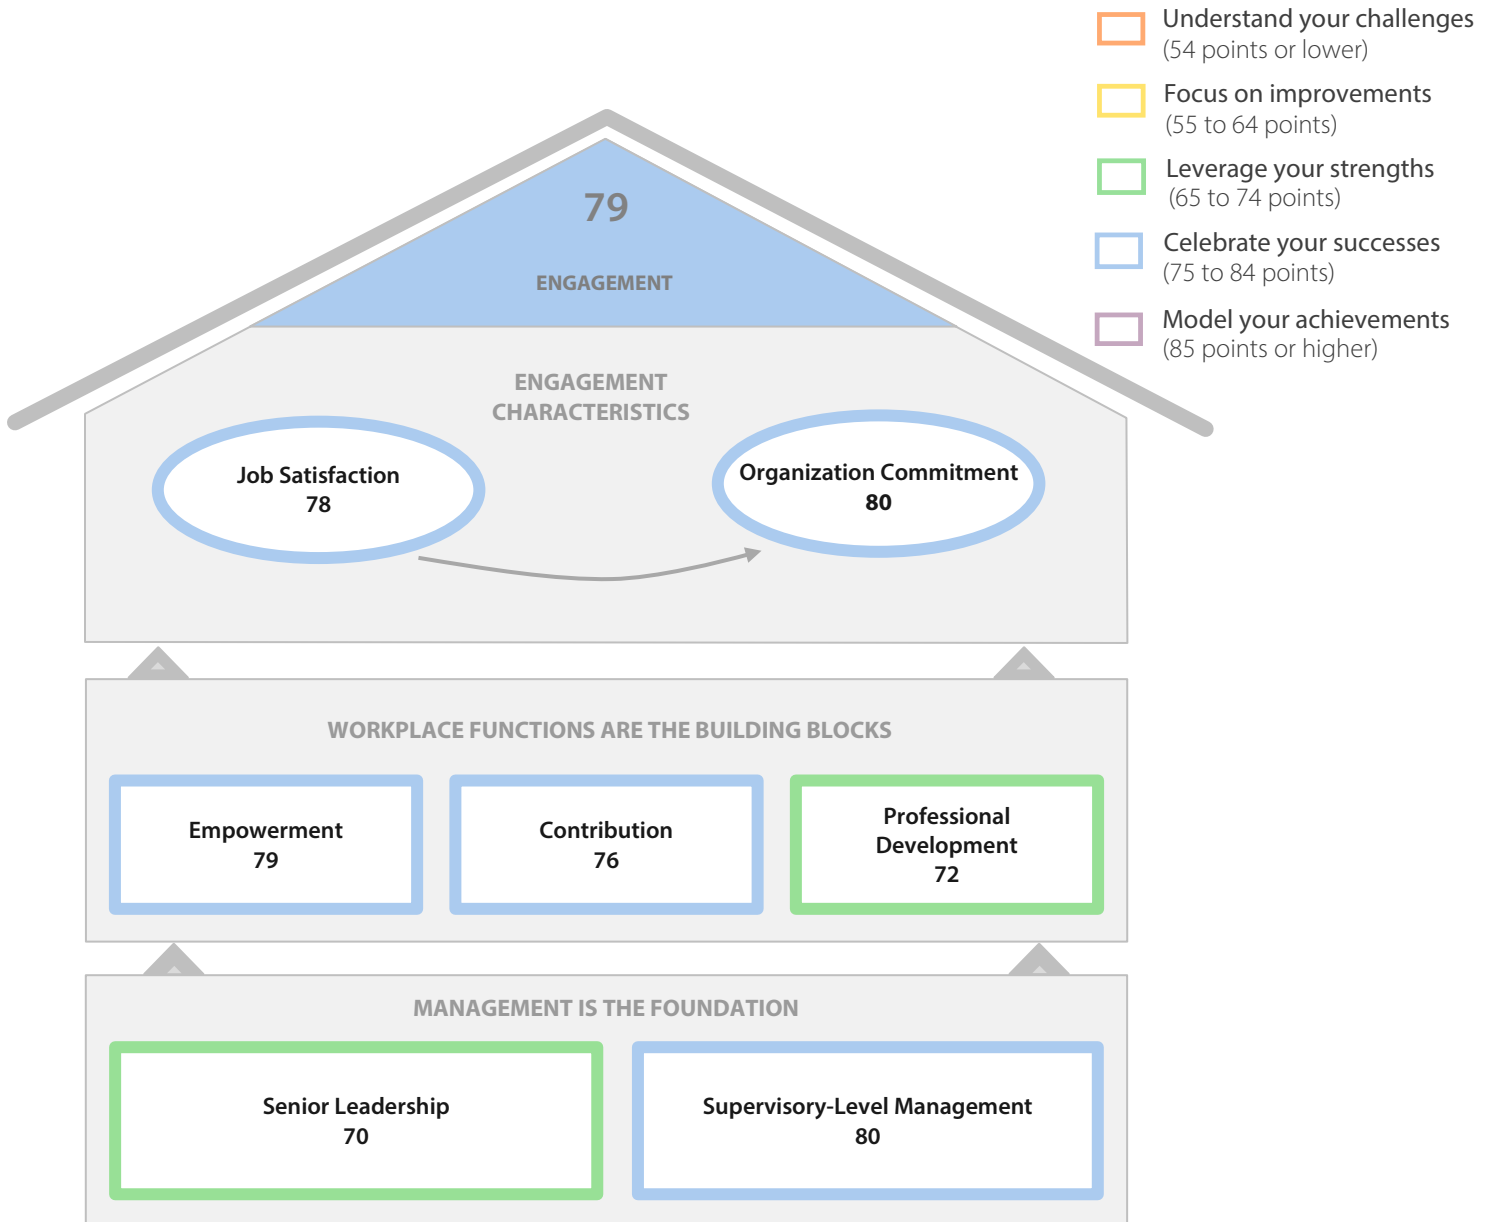 Understand your challenges
(54 points or lower)
Focus on improvements
(55 to 64 points)
Leverage your strengths
(65 to 74 points)
Celebrate your successes
(75 to 84 points)
Model your achievements
(85 points or higher)
79
ENGAGEMENT
ENGAGEMENT
CHARACTERISTICS
Job Satisfaction
78
Organization Commitment
80
WORKPLACE FUNCTIONS ARE THE BUILDING BLOCKS
Empowerment
79
Contribution
76
Professional
Development
72
MANAGEMENT IS THE FOUNDATION
Senior Leadership
70
Supervisory-Level Management
80